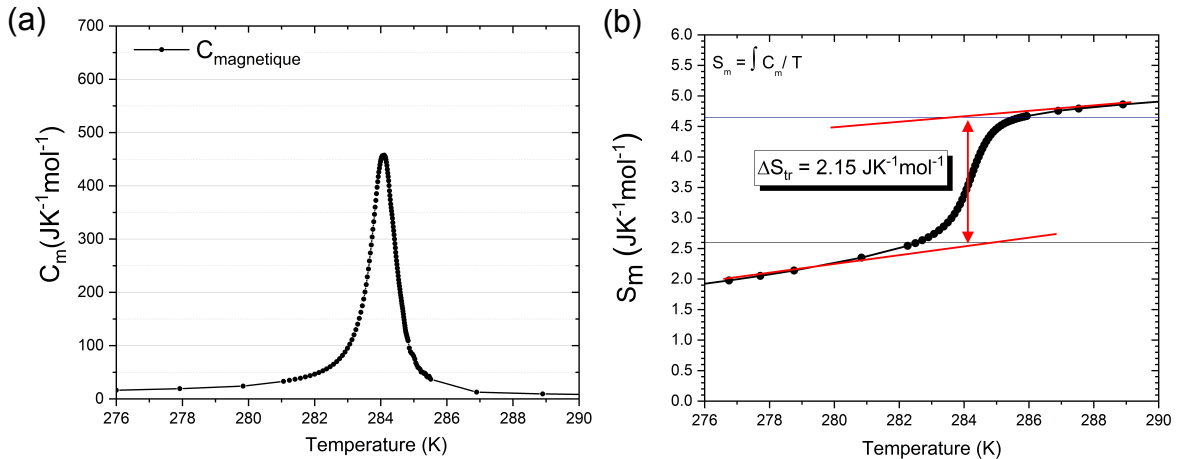 (a)
700
600
500
400
300
200
100
0
C_m(JK⁻¹mol⁻¹)
C_magnetique
276 278 280 282 284 286 288 290
Temperature (K)
(b)
6.0
5.5
5.0
4.5
4.0
3.5
3.0
2.5
2.0
1.5
1.0
0.5
0.0
S_m (JK⁻¹mol⁻¹)
S_m = ∫ C_m/ T
ΔS_tr = 2.15 JK⁻¹mol⁻¹
276 278 280 282 284 286 288 290
Temperature (K)